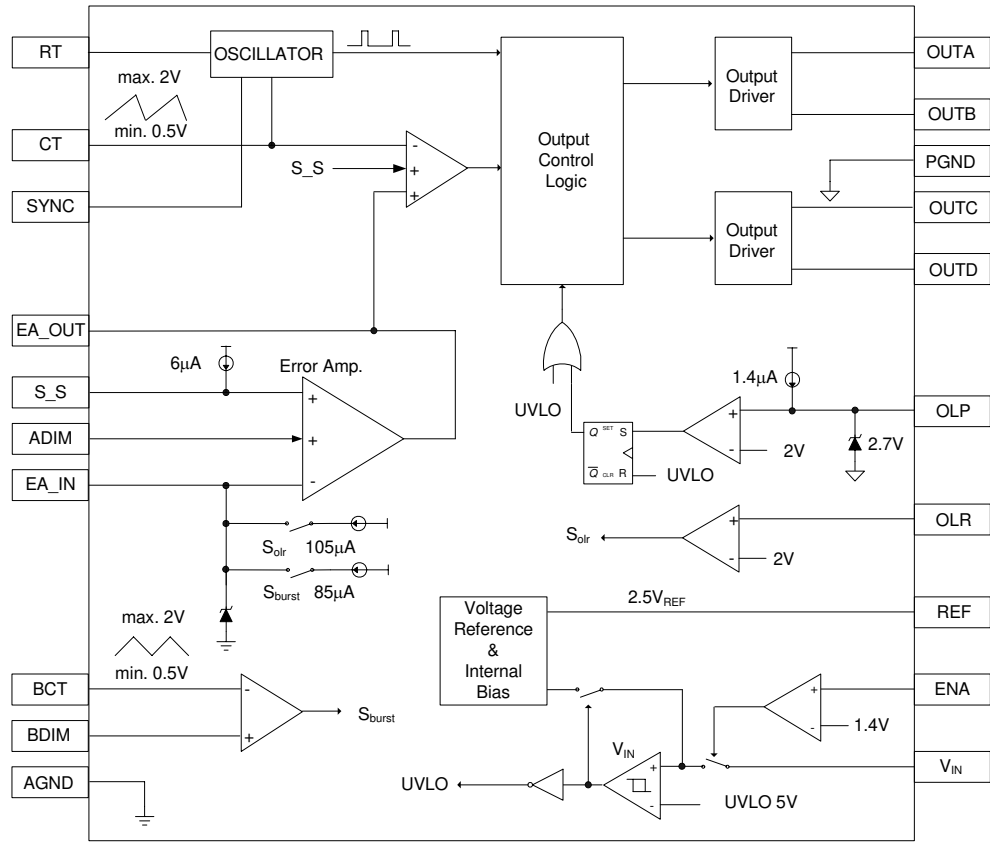 RT
CT
SYNC
EA_OUT
S_S
ADIM
EA_IN
BCT
BDIM
AGND
max. 2V
min. 0.5V
OSCILLATOR
S_S
-
+
+
Output
Control
Logic
Output
Driver
Output
Driver
OUTA
OUTB
PGND
OUTC
OUTD
OLP
OLR
REF
ENA
VIN
6μA
Error Amp.
+
+
-
Solr 105μA
Sburst 85μA
max. 2V
min. 0.5V
-
+
Sburst
UVLO
Q SET S
Q CLR R
UVLO
1.4μA
+
-
2V
2.7V
Solr
+
-
2V
Voltage
Reference
&
Internal
Bias
2.5VREF
+
-
1.4V
VIN
+
-
UVLO
UVLO 5V